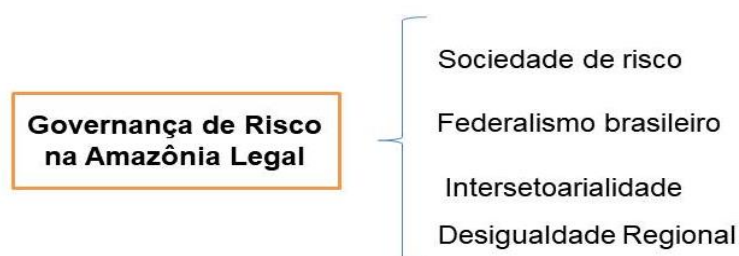 Governança de Risco
na Amazônia Legal
Sociedade de risco
Federalismo brasileiro
Intersetoarialidade
Desigualdade Regional